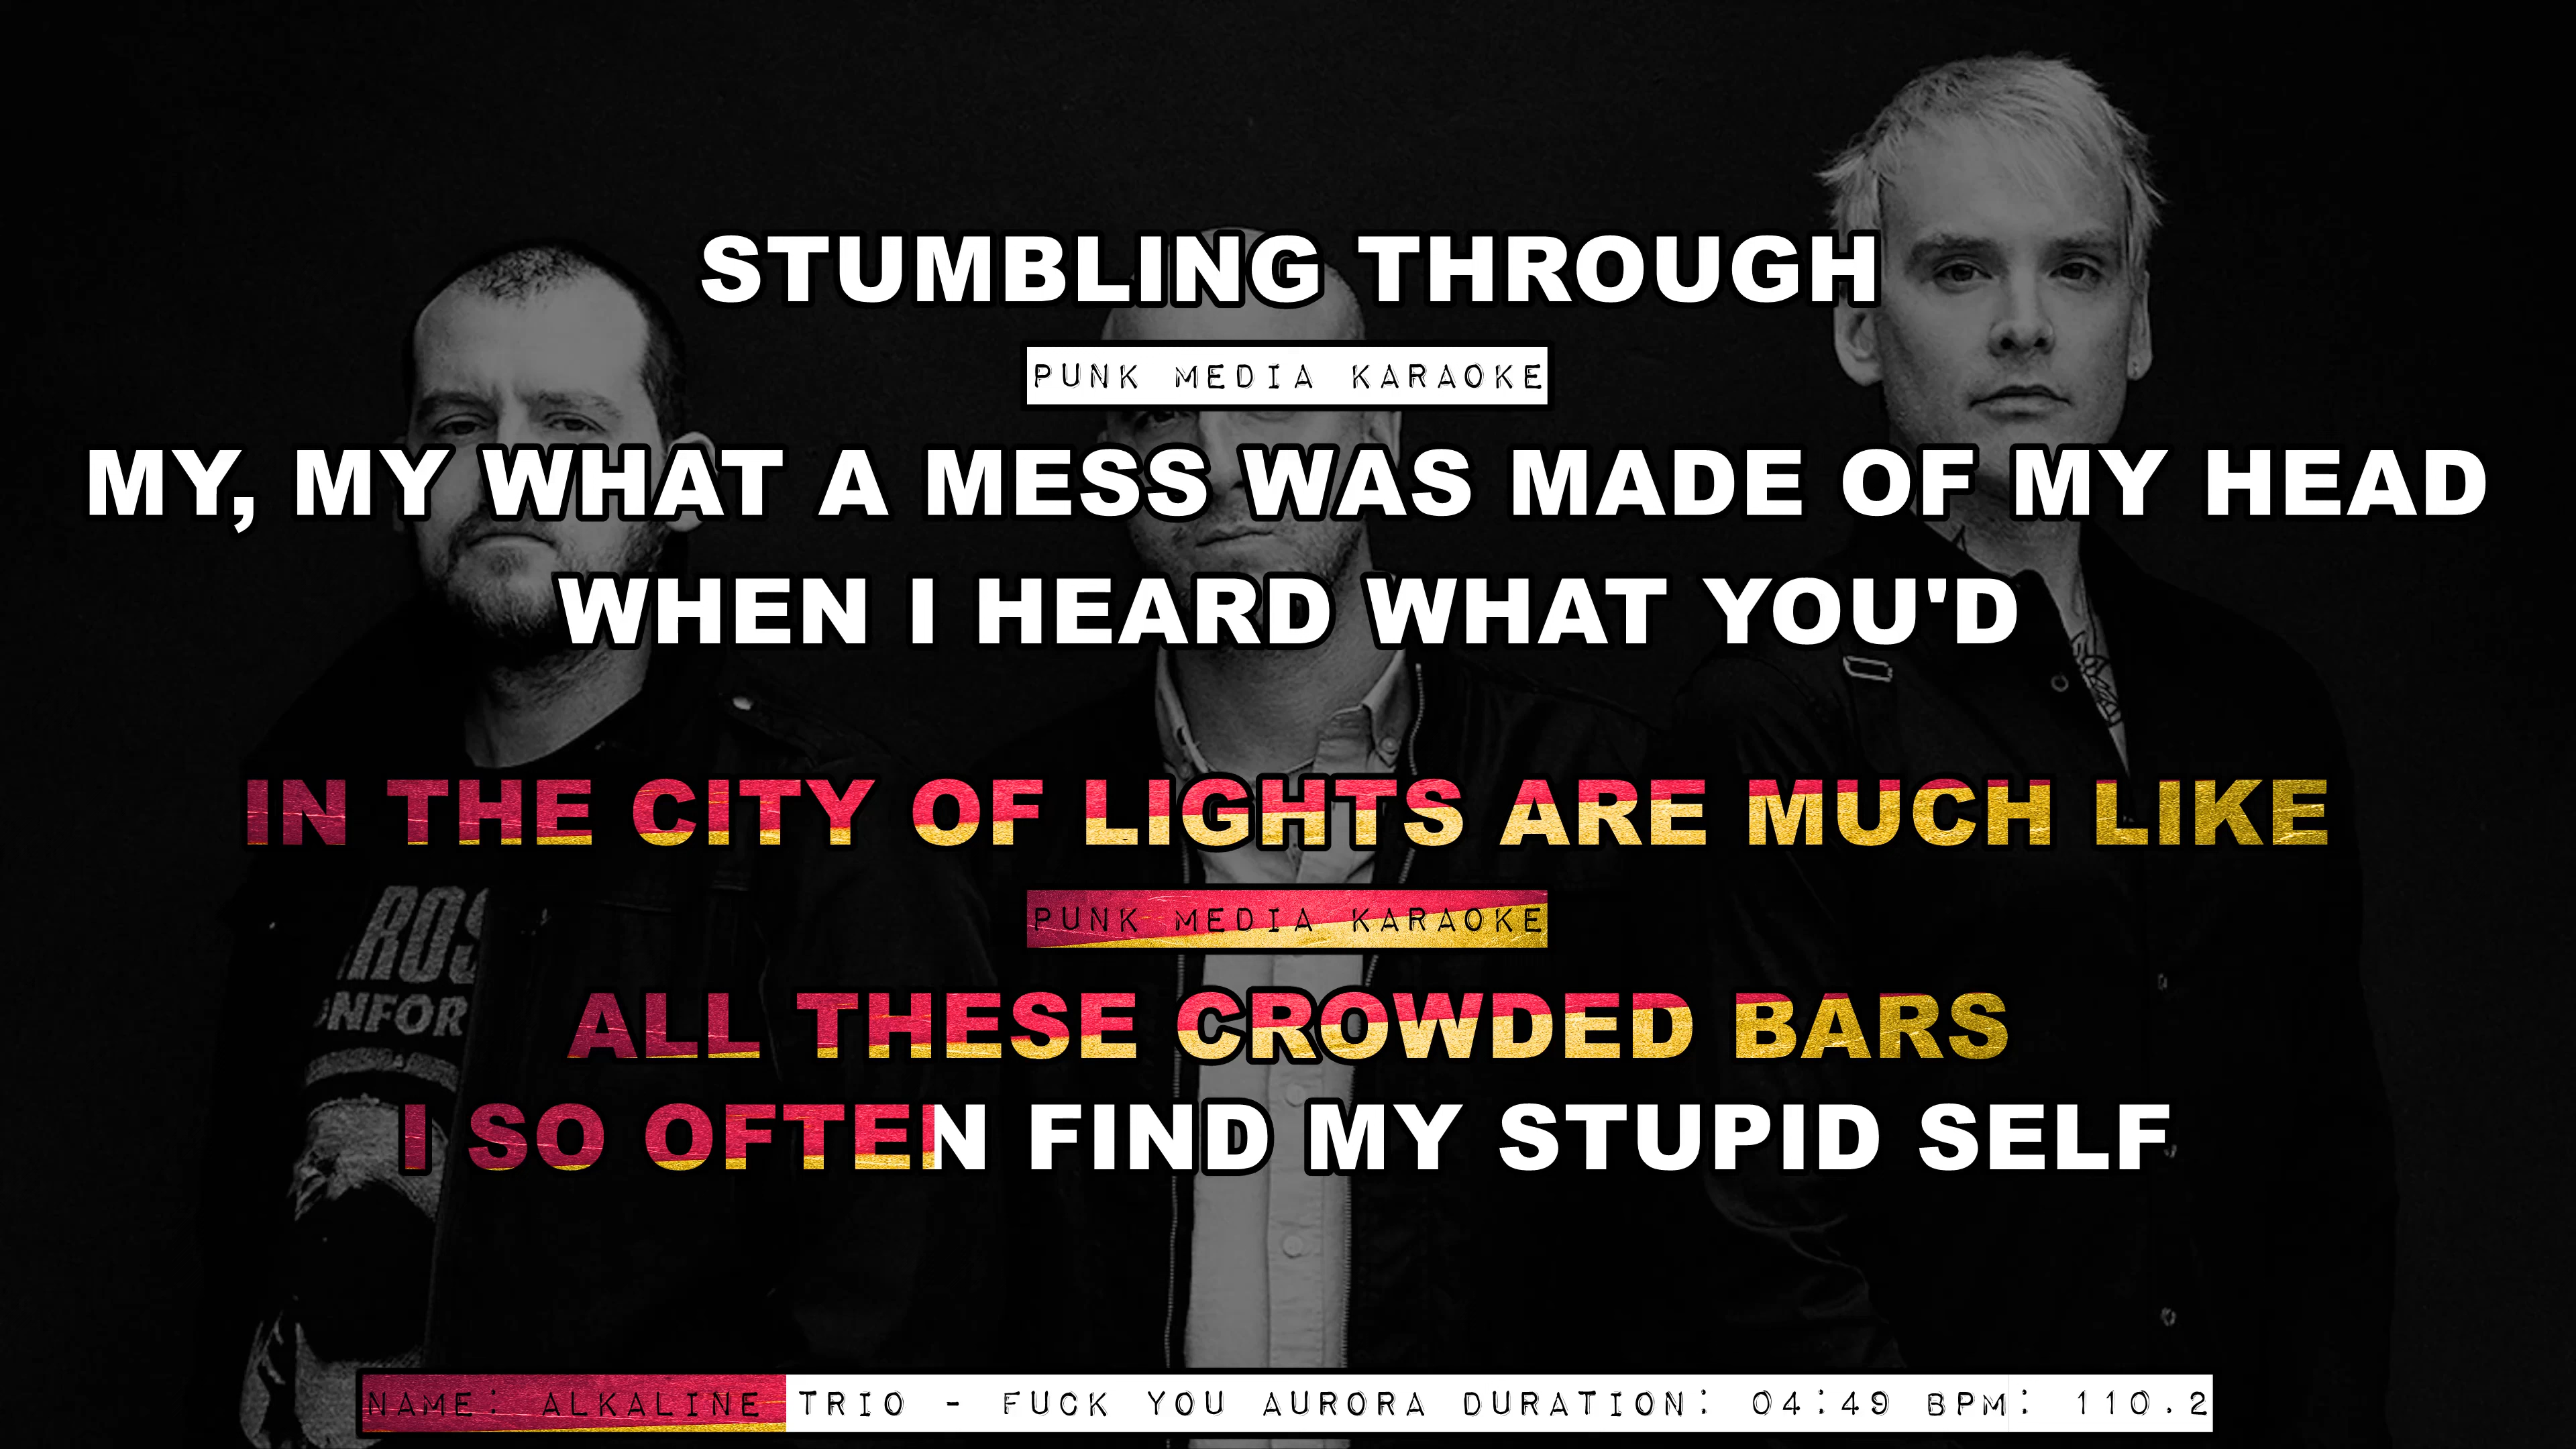 STUMBLING THROUGH
PUNK MEDIA KARAOKE
MY, MY WHAT A MESS WAS MADE OF MY HEAD
WHEN I HEARD WHAT YOU'D
IN THE CITY OF LIGHTS ARE MUCH LIKE
PUNK MEDIA KARAOKE
ALL THESE CROWDED BARS
I SO OFTEN FIND MY STUPID SELF
NAME: ALKALINE TRIO - FUCK YOU AURORA DURATION: 04:49 BPM: 110.2